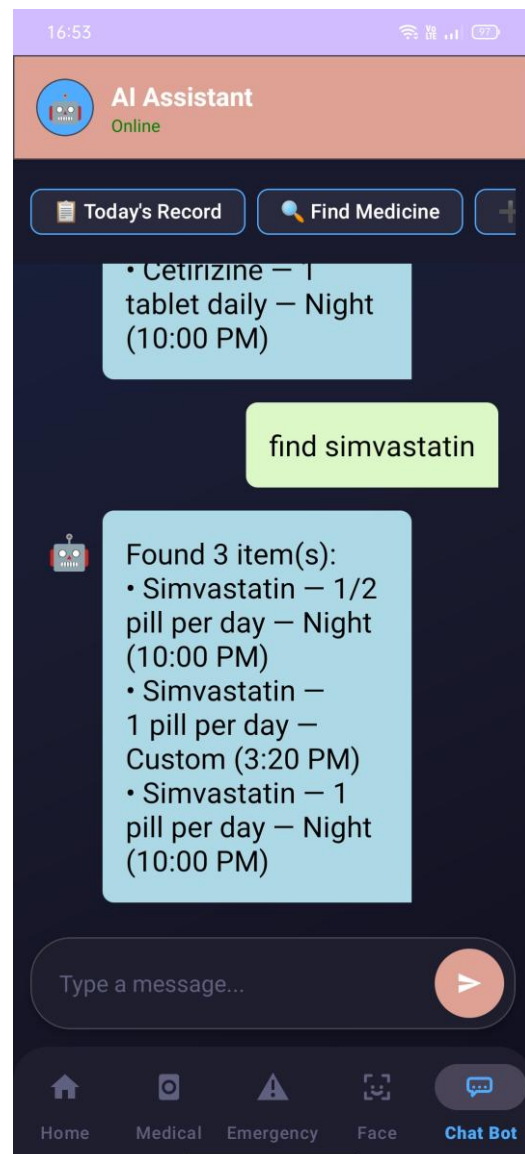 16:53
Vo LTE 97
AI Assistant
Online
Today's Record
Find Medicine
• Cetirizine — 1
tablet daily — Night
(10:00 PM)
find simvastatin
Found 3 item(s):
• Simvastatin — 1/2
pill per day — Night
(10:00 PM)
• Simvastatin —
1 pill per day —
Custom (3:20 PM)
• Simvastatin — 1
pill per day — Night
(10:00 PM)
Type a message...
Home
Medical
Emergency
Face
Chat Bot